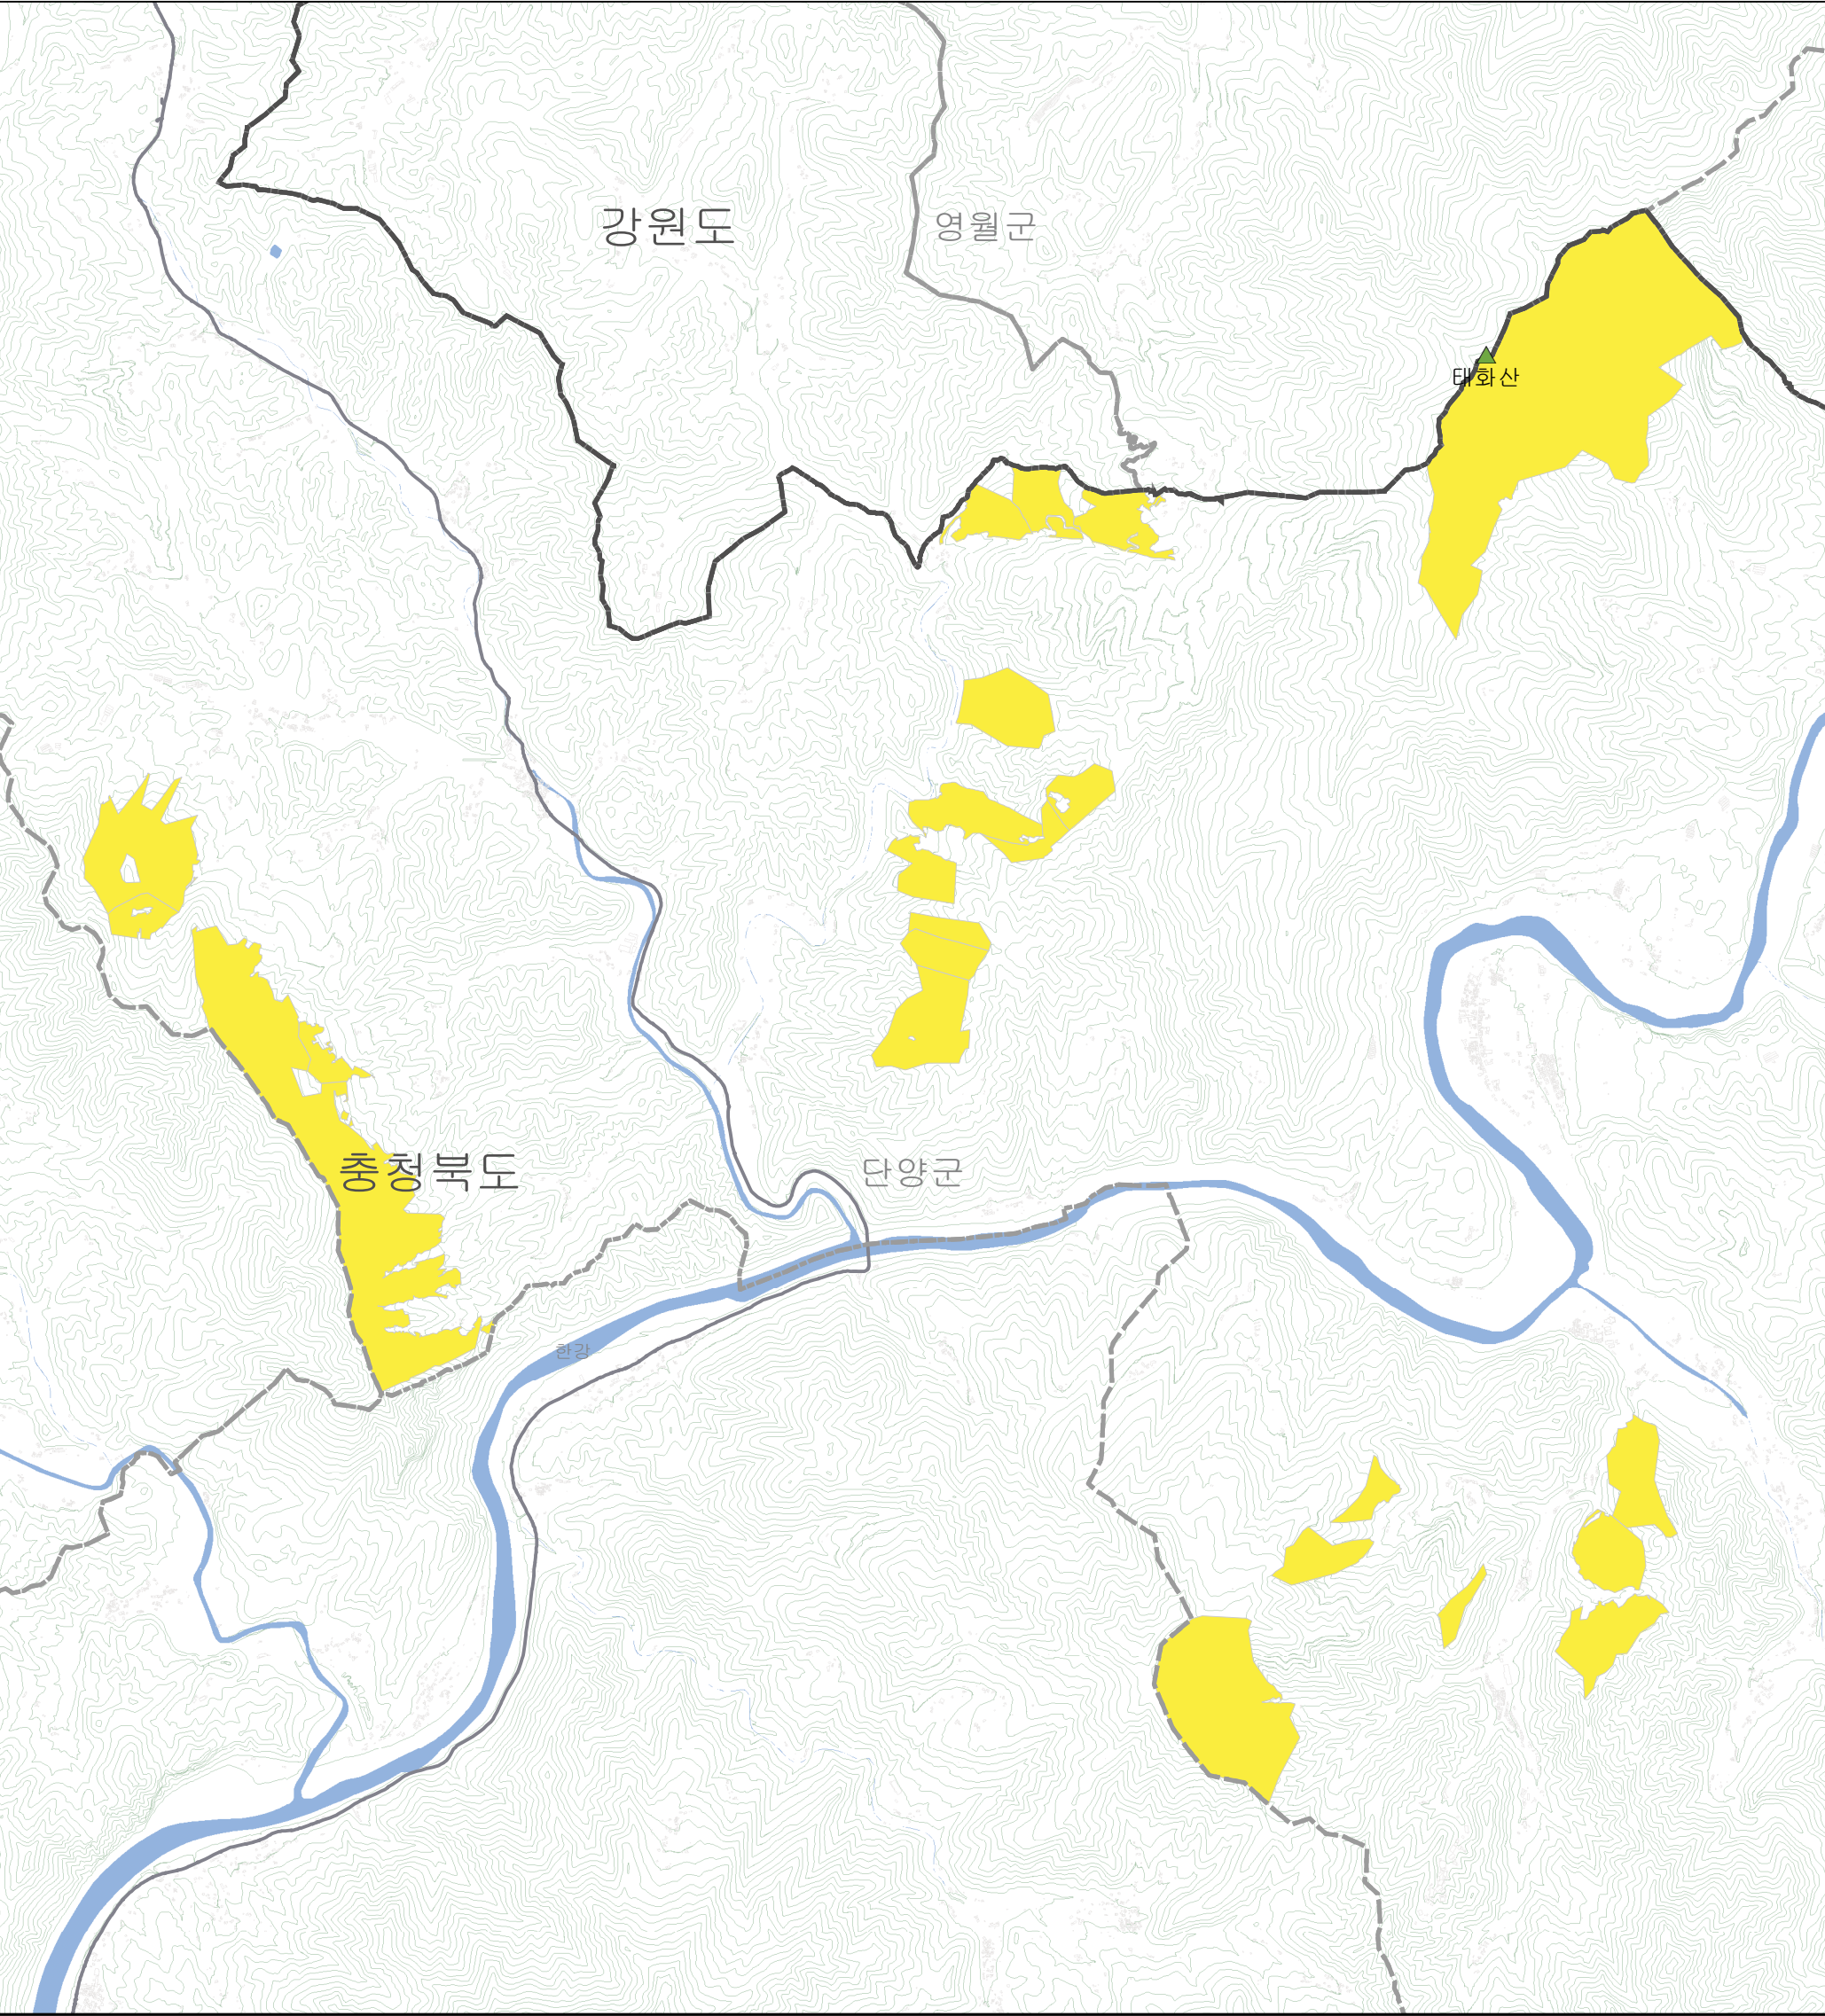 강원도
영월군
태화산
충청북도
단양군
한강